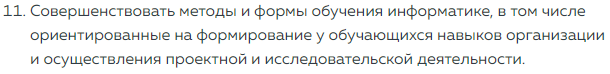 11. Совершенствовать методы и формы обучения информатике, в том числе
ориентированные на формирование у обучающихся навыков организации
и осуществления проектной и исследовательской деятельности.